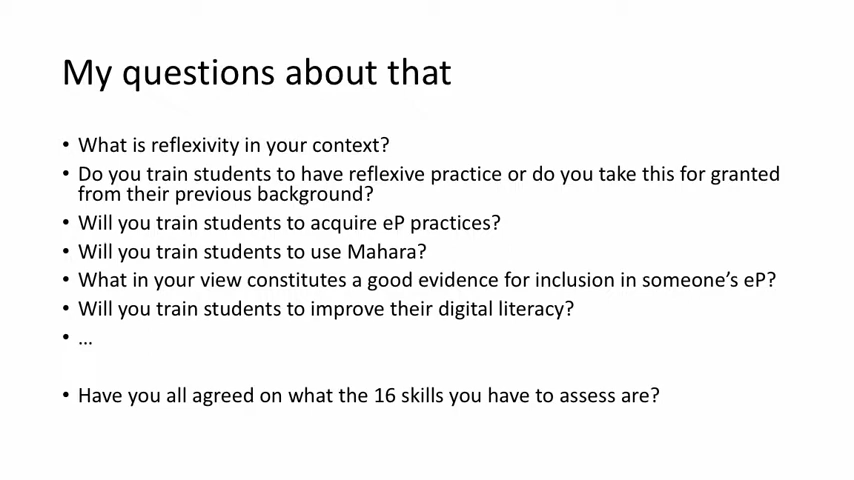 My questions about that
• What is reflexivity in your context?
• Do you train students to have reflexive practice or do you take this for granted
from their previous background?
• Will you train students to acquire eP practices?
• Will you train students to use Mahara?
• What in your view constitutes a good evidence for inclusion in someone’s eP?
• Will you train students to improve their digital literacy?
• …
• Have you all agreed on what the 16 skills you have to assess are?